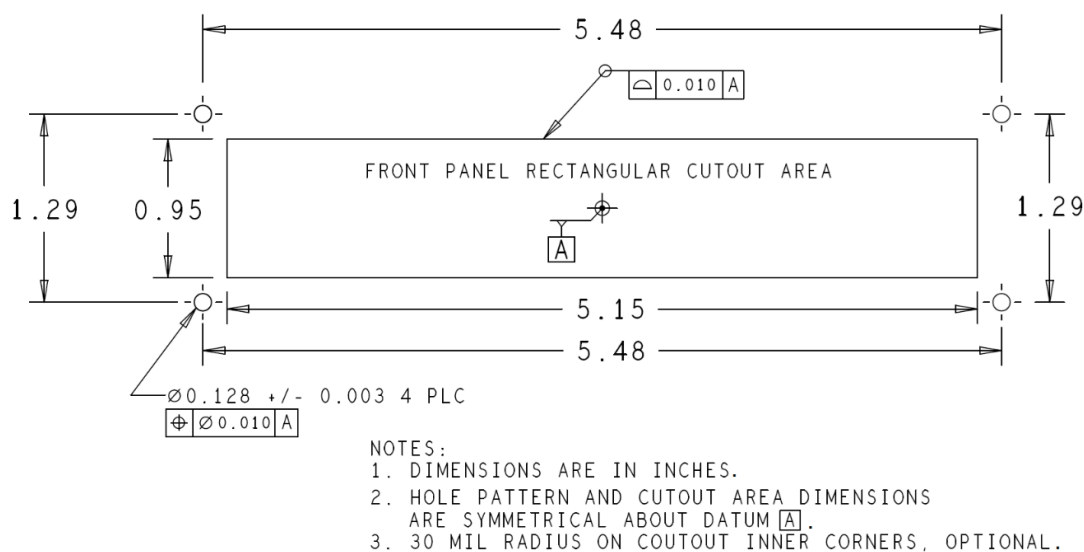 5.48
⌓ 0.010 A
FRONT PANEL RECTANGULAR CUTOUT AREA
1.29
0.95
A
1.29
5.15
5.48
Ø0.128 +/- 0.003 4 PLC
⌖ Ø0.010 A
NOTES:
1. DIMENSIONS ARE IN INCHES.
2. HOLE PATTERN AND CUTOUT AREA DIMENSIONS
ARE SYMMETRICAL ABOUT DATUM A.
3. 30 MIL RADIUS ON COUTOUT INNER CORNERS, OPTIONAL.